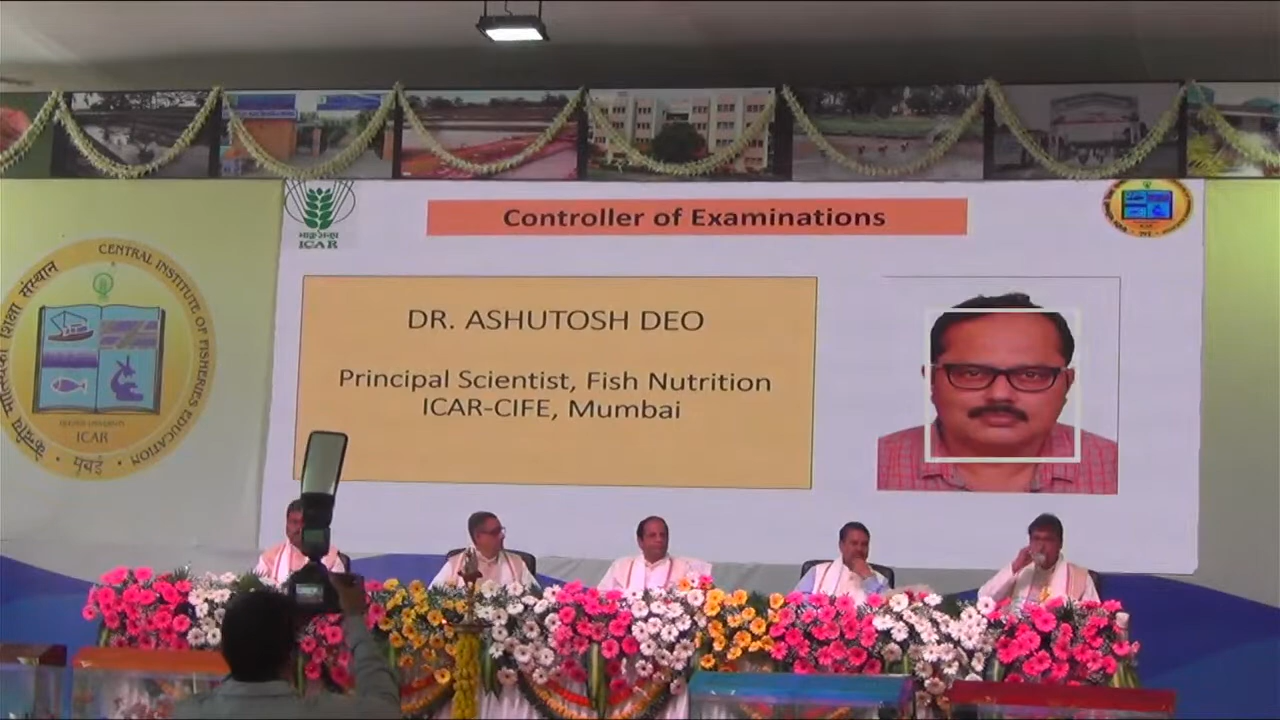 Controller of Examinations
ICAR
DR. ASHUTOSH DEO
Principal Scientist, Fish Nutrition
ICAR-CIFE, Mumbai
CENTRAL INSTITUTE OF FISHERIES EDUCATION
केन्द्रीय मात्स्यिकी शिक्षा संस्थान
ICAR
मुंबई